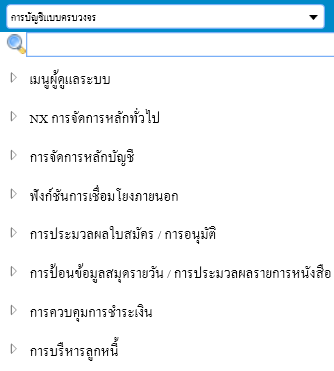 การบัญชีแบบครบวงจร
เมนูผู้ดูแลระบบ
NX การจัดการหลักทั่วไป
การจัดการหลักบัญชี
ฟังก์ชันการเชื่อมโยงภายนอก
การประมวลผลใบสมัคร / การอนุมัติ
การป้อนข้อมูลสมุดรายวัน / การประมวลผลรายการหนังสือ
การควบคุมการชำระเงิน
การบริหารลูกหนี้